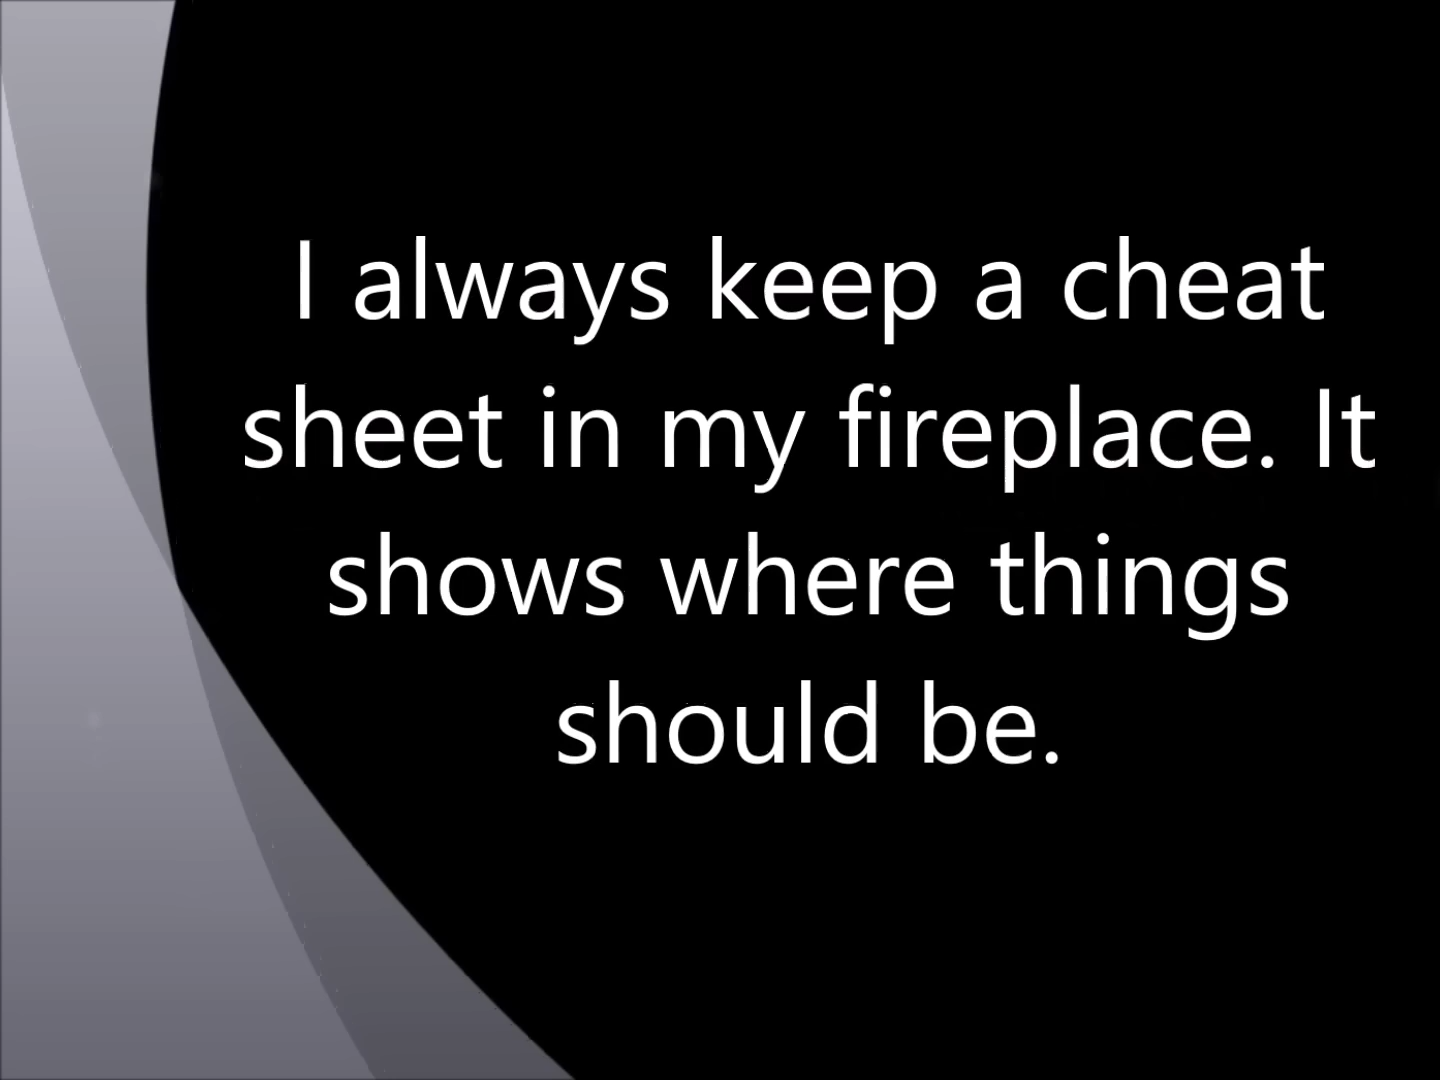 I always keep a cheat
sheet in my fireplace. It
shows where things
should be.